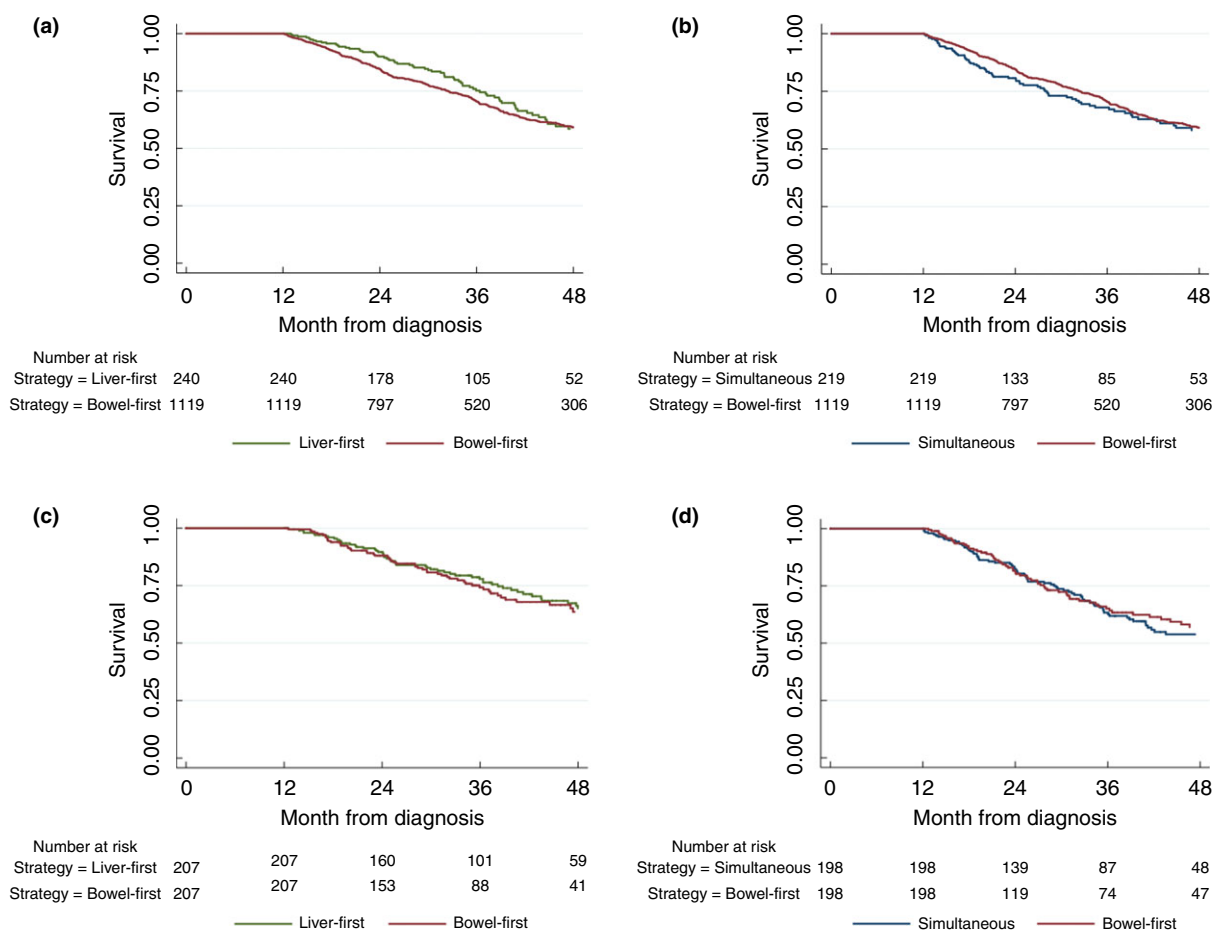 (a)
1.00
0.75
0.50
0.25
0.00
Survival
0 12 24 36 48
Month from diagnosis
Number at risk
Strategy = Liver-first 240 240 178 105 52
Strategy = Bowel-first 1119 1119 797 520 306
Liver-first Bowel-first
(b)
1.00
0.75
0.50
0.25
0.00
Survival
0 12 24 36 48
Month from diagnosis
Number at risk
Strategy = Simultaneous 219 219 133 85 53
Strategy = Bowel-first 1119 1119 797 520 306
Simultaneous Bowel-first
(c)
1.00
0.75
0.50
0.25
0.00
Survival
0 12 24 36 48
Month from diagnosis
Number at risk
Strategy = Liver-first 207 207 160 101 59
Strategy = Bowel-first 207 207 153 88 41
Liver-first Bowel-first
(d)
1.00
0.75
0.50
0.25
0.00
Survival
0 12 24 36 48
Month from diagnosis
Number at risk
Strategy = Simultaneous 198 198 139 87 48
Strategy = Bowel-first 198 198 119 74 47
Simultaneous Bowel-first